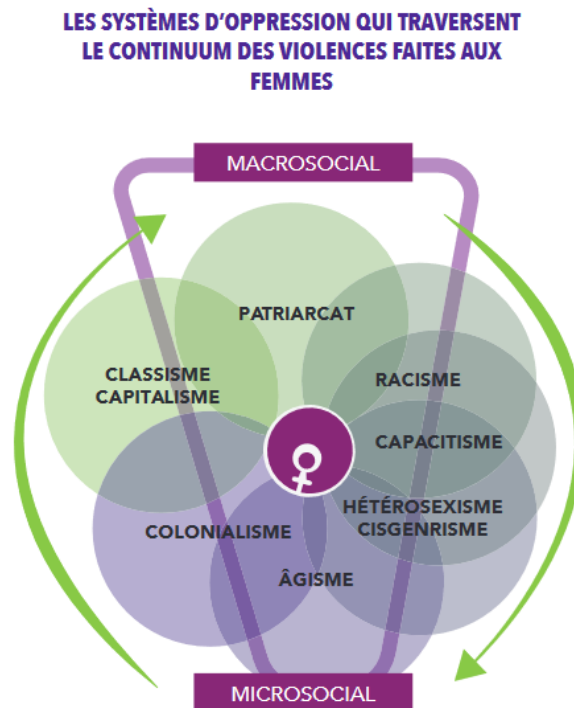 LES SYSTÈMES D'OPPRESSION QUI TRAVERSENT
LE CONTINUUM DES VIOLENCES FAITES AUX
FEMMES
MACROSOCIAL
PATRIARCAT
CLASSISME
CAPITALISME
RACISME
CAPACITISME
HÉTÉROSEXISME
CISGENRISME
COLONIALISME
ÂGISME
MICROSOCIAL